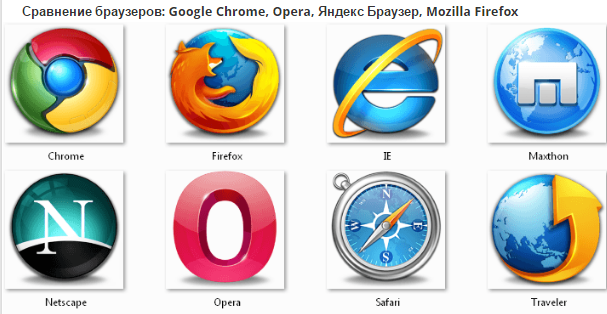 Сравнение браузеров: Google Chrome, Opera, Яндекс Браузер, Mozilla Firefox
Chrome Firefox IE Maxthon
N N E S W
Netscape Opera Safari Traveler